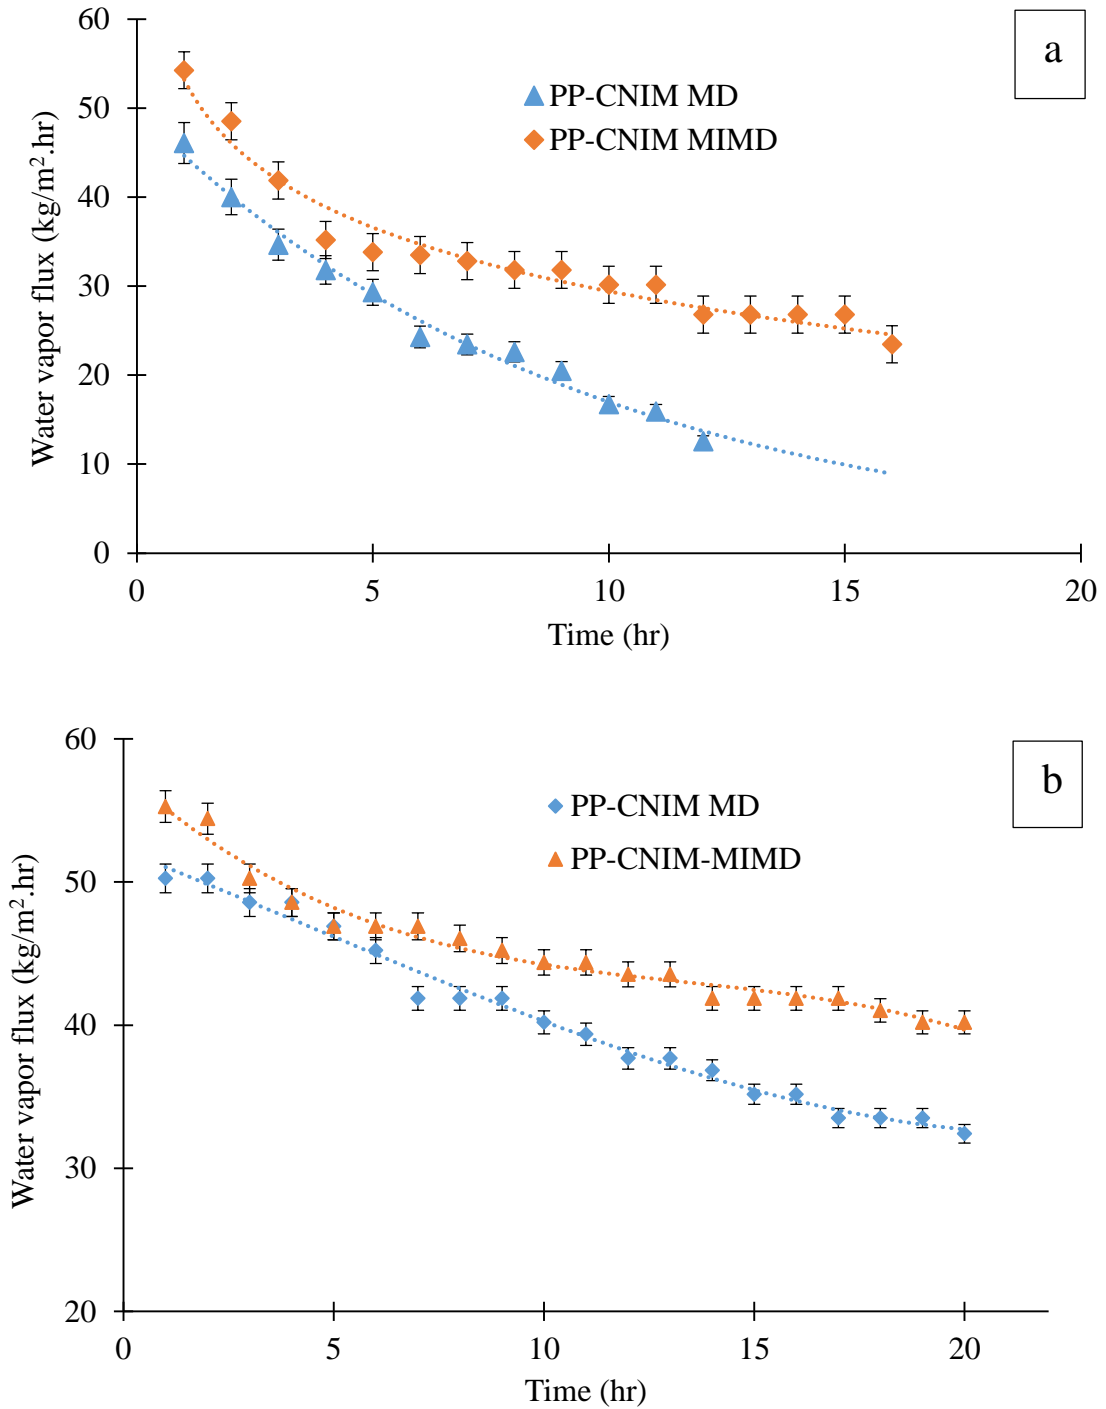 a
60
50
40
30
20
10
0
0 5 10 15 20
Water vapor flux (kg/m².hr)
Time (hr)
PP-CNIM MD
PP-CNIM MIMD
b
60
50
40
30
20
0 5 10 15 20
Water vapor flux (kg/m².hr)
Time (hr)
PP-CNIM MD
PP-CNIM-MIMD